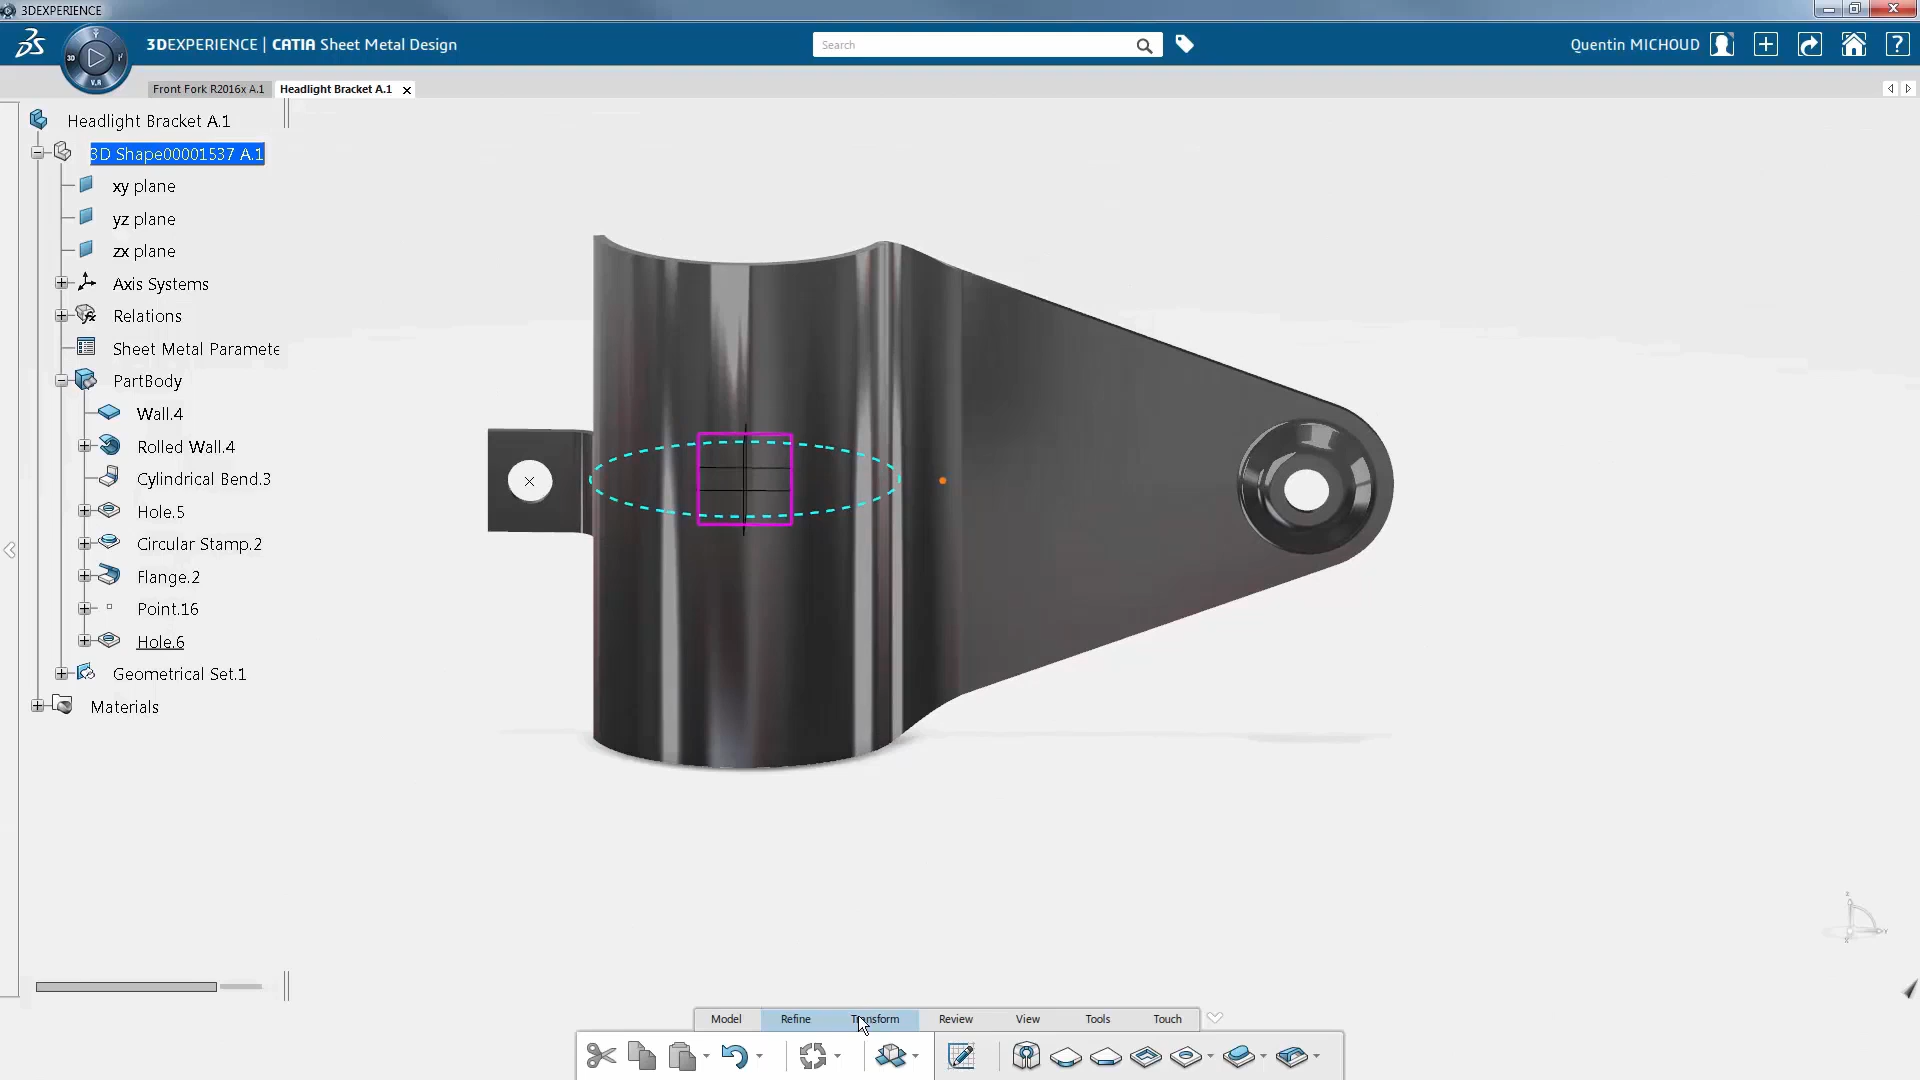 3DEXPERIENCE
3DEXPERIENCE | CATIA Sheet Metal Design
Search
Quentin MICHOUD
3D
V.R
Front Fork R2016x A.1
Headlight Bracket A.1
Headlight Bracket A.1
3D Shape00001537 A.1
xy plane
yz plane
zx plane
Axis Systems
Relations
Sheet Metal Paramete
PartBody
Wall.4
Rolled Wall.4
Cylindrical Bend.3
Hole.5
Circular Stamp.2
Flange.2
Point.16
Hole.6
Geometrical Set.1
Materials
Model
Refine
Transform
Review
View
Tools
Touch